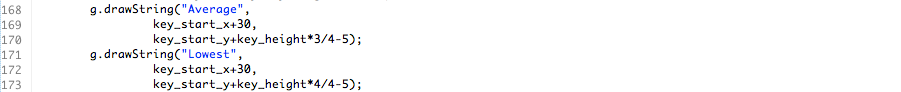 168 g.drawString("Average",
169 key_start_x+30,
170 key_start_y+key_height*3/4-5);
171 g.drawString("Lowest",
172 key_start_x+30,
173 key_start_y+key_height*4/4-5);